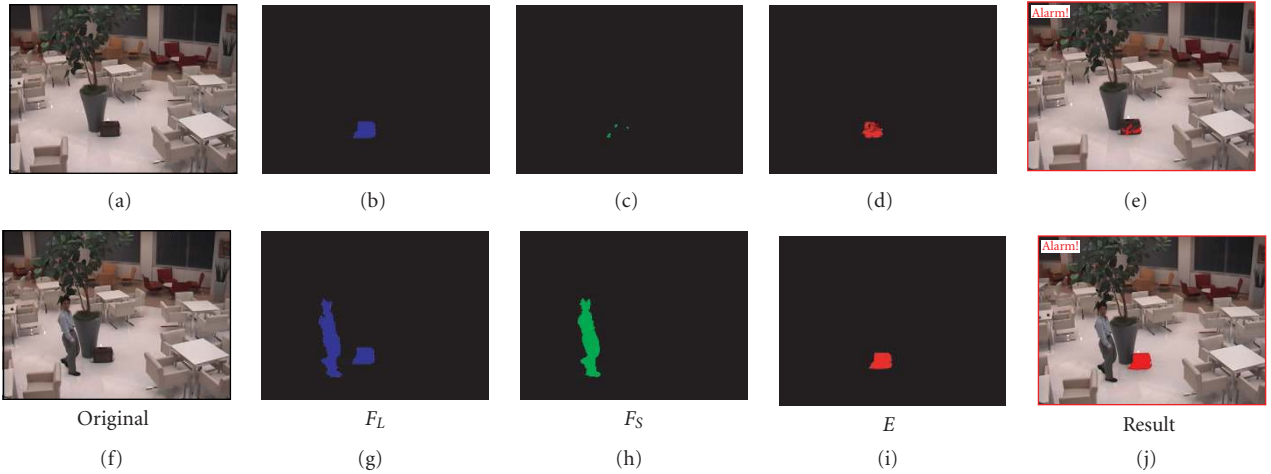 Alarm!
(a) (b) (c) (d) (e)
Alarm!
Original F_L F_S E Result
(f) (g) (h) (i) (j)